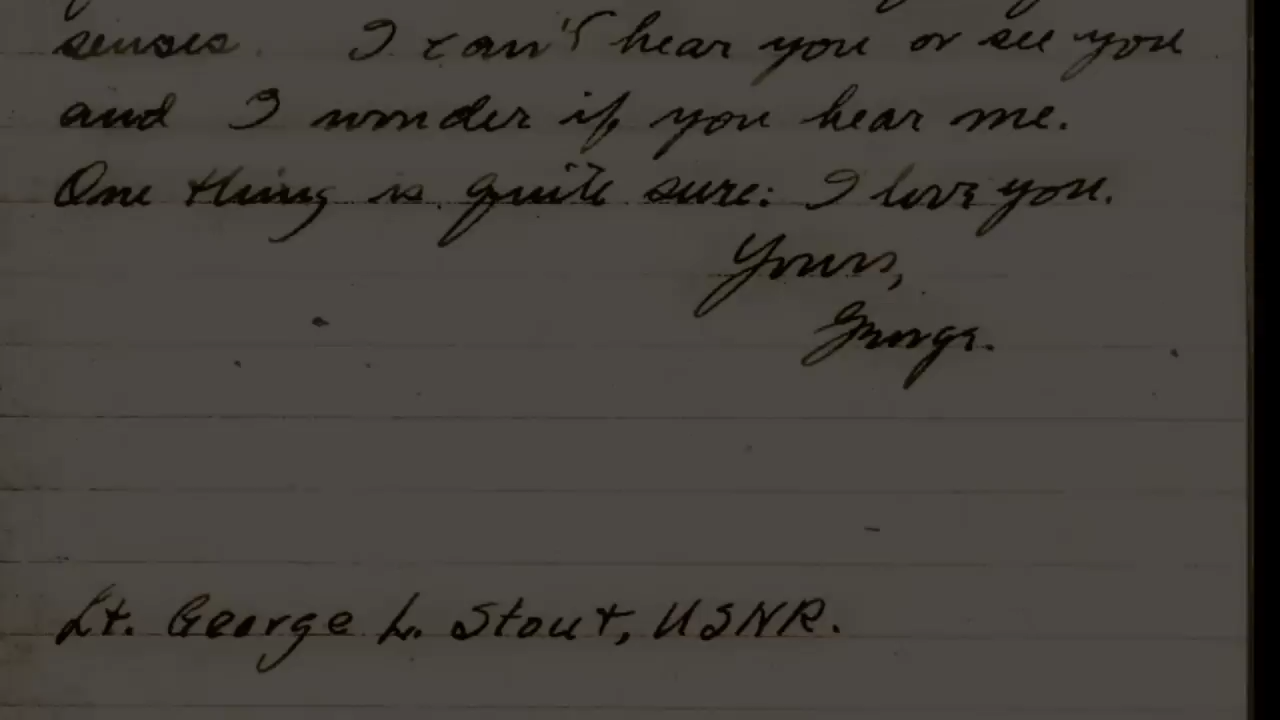 senses. I can't hear you or see you
and I wonder if you hear me.
One thing is quite sure: I love you.
Yours,
George.
Lt. George L. Stout, USNR.